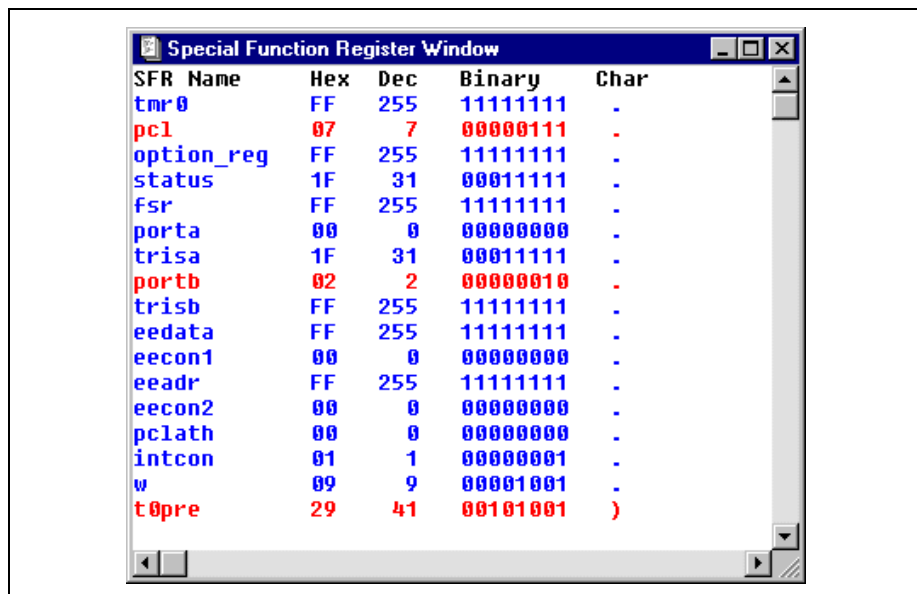 Special Function Register Window
SFR Name Hex Dec Binary Char
tmr0 FF 255 11111111 .
pcl 07 7 00000111 .
option_reg FF 255 11111111 .
status 1F 31 00011111 .
fsr FF 255 11111111 .
porta 00 0 00000000 .
trisa 1F 31 00011111 .
portb 02 2 00000010 .
trisb FF 255 11111111 .
eedata FF 255 11111111 .
eecon1 00 0 00000000 .
eeadr FF 255 11111111 .
eecon2 00 0 00000000 .
pclath 00 0 00000000 .
intcon 01 1 00000001 .
w 09 9 00001001 .
t0pre 29 41 00101001 )